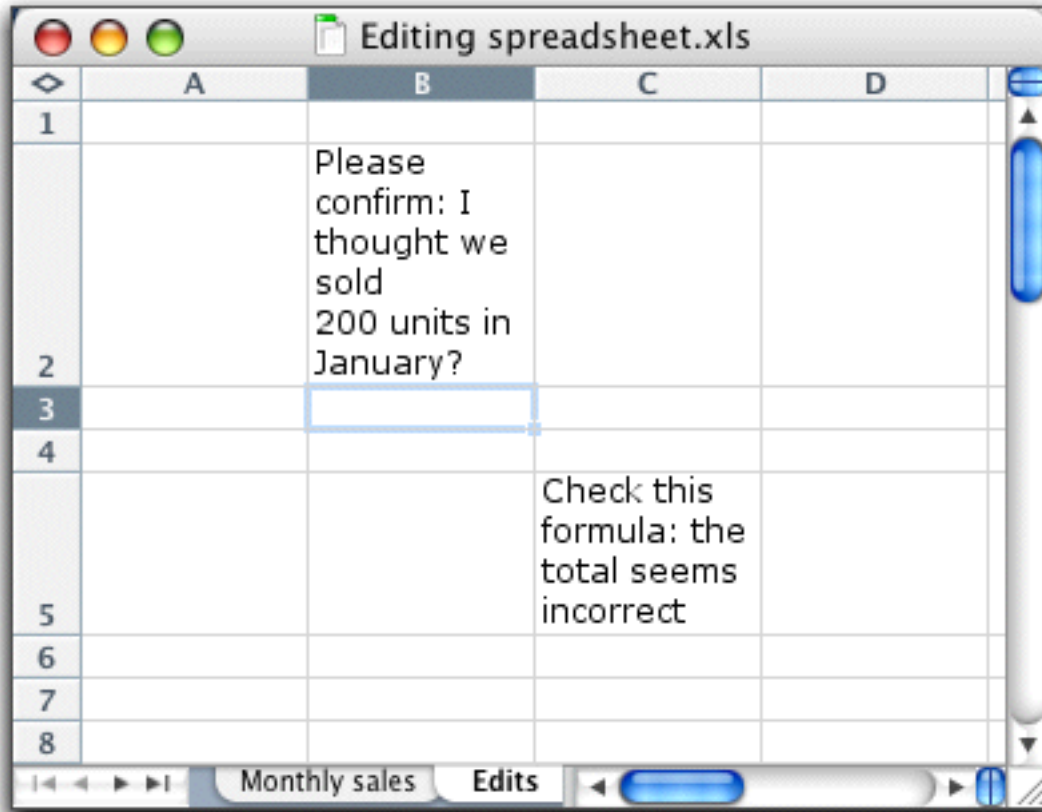 Editing spreadsheet.xls
A B C D
1
Please
confirm: I
thought we
sold
200 units in
January?
2
3
4
Check this
formula: the
total seems
incorrect
5
6
7
8
Monthly sales Edits